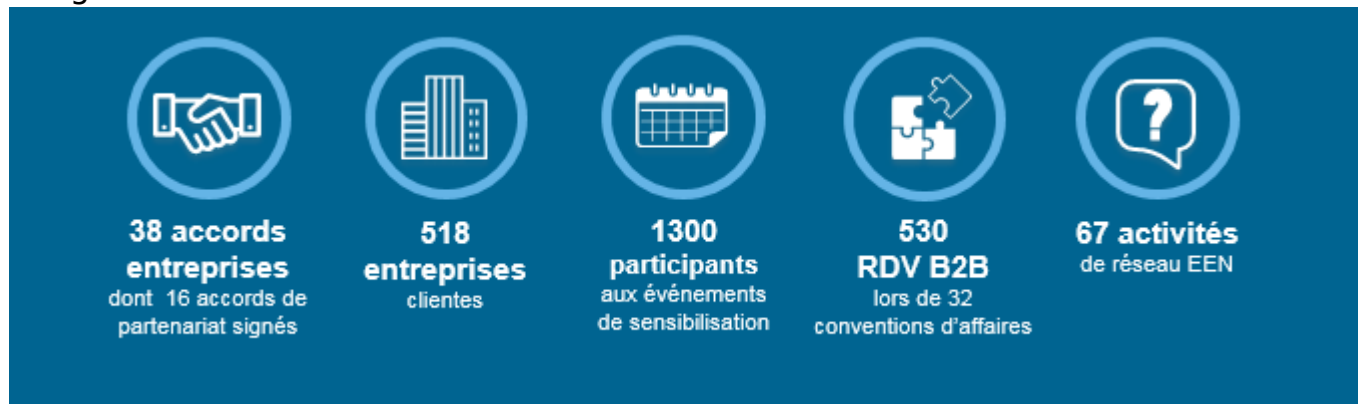 38 accords
entreprises
dont 16 accords de
partenariat signés
518
entreprises
clientes
1300
participants
aux événements
de sensibilisation
530
RDV B2B
lors de 32
conventions d'affaires
67 activités
de réseau EEN